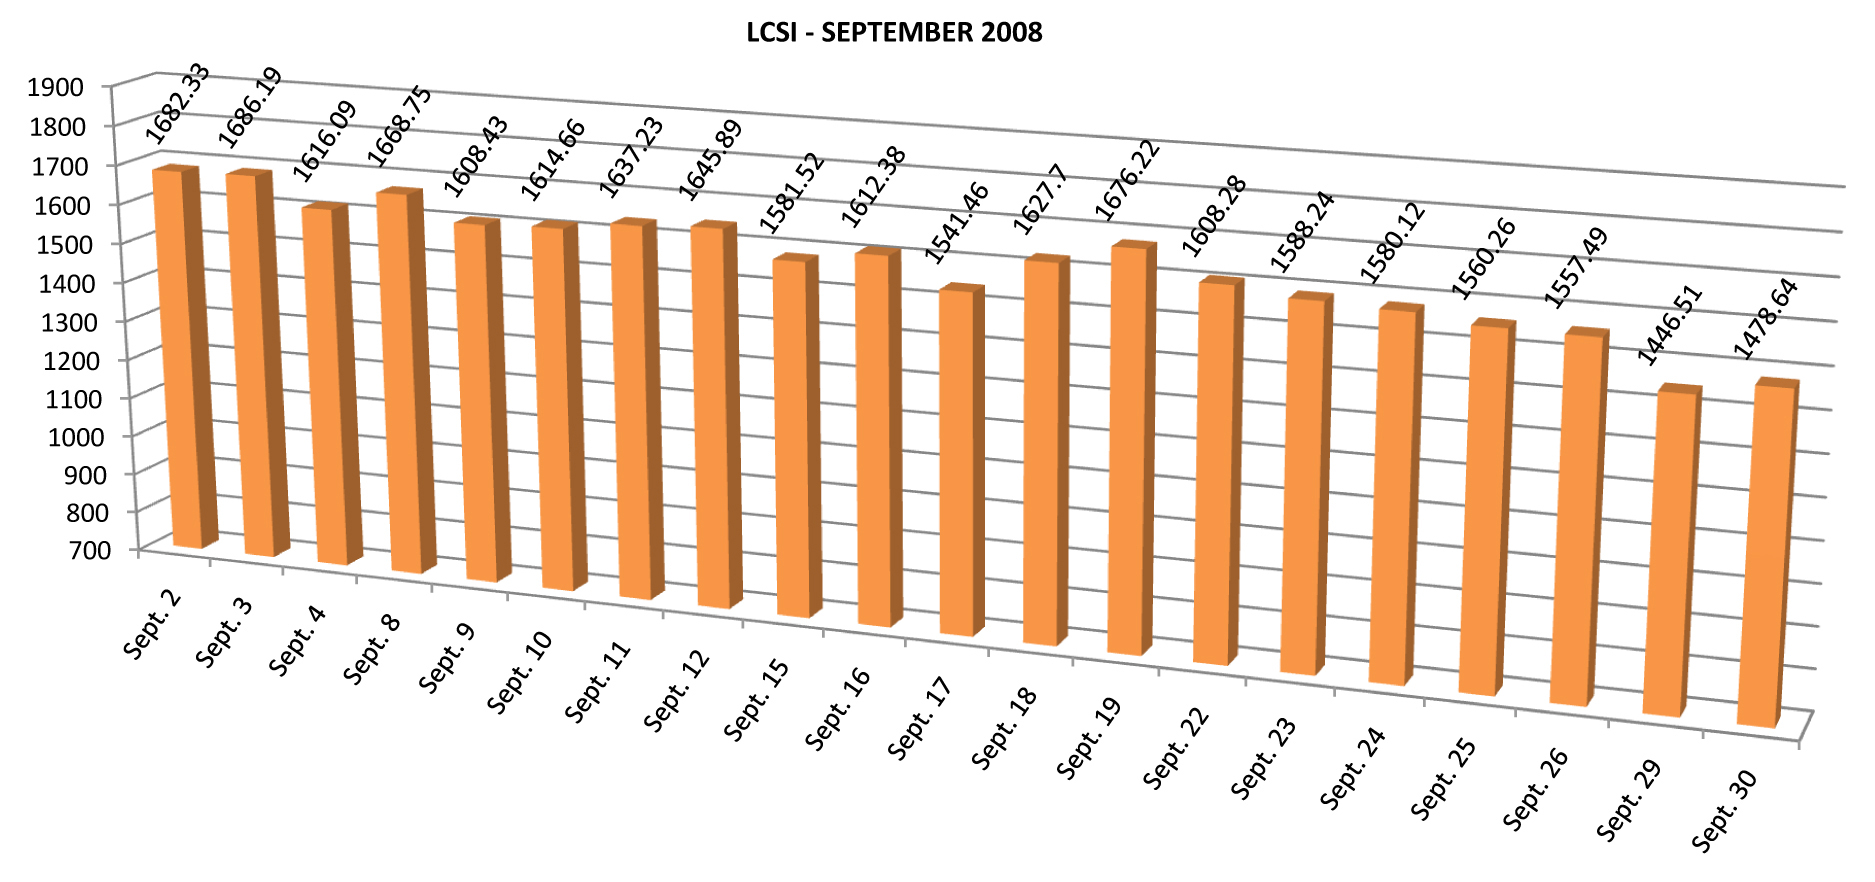 LCSI - SEPTEMBER 2008
1900
1800
1700
1600
1500
1400
1300
1200
1100
1000
900
800
700
1682.33
1686.19
1616.09
1668.75
1608.43
1614.66
1637.23
1645.89
1581.52
1612.38
1541.46
1627.7
1676.22
1608.28
1588.24
1580.12
1560.26
1557.49
1446.51
1478.64
Sept. 2
Sept. 3
Sept. 4
Sept. 8
Sept. 9
Sept. 10
Sept. 11
Sept. 12
Sept. 15
Sept. 16
Sept. 17
Sept. 18
Sept. 19
Sept. 22
Sept. 23
Sept. 24
Sept. 25
Sept. 26
Sept. 29
Sept. 30